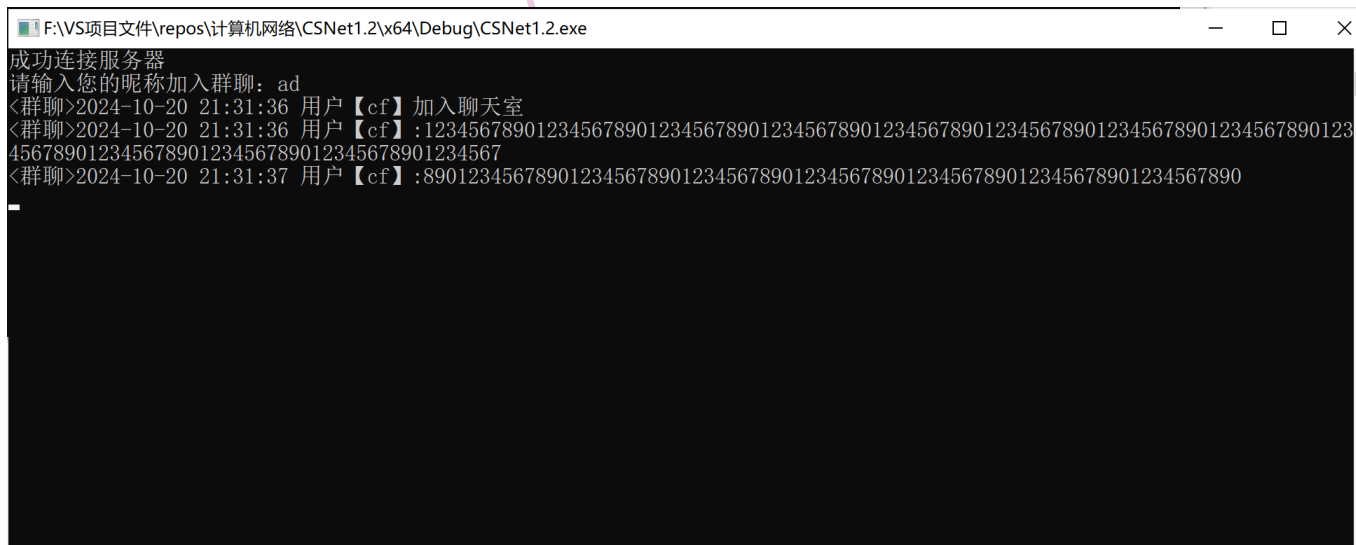 F:\VS项目文件\repos\计算机网络\CSNet1.2\x64\Debug\CSNet1.2.exe
成功连接服务器
请输入您的昵称加入群聊：ad
<群聊>2024-10-20 21:31:36 用户【cf】加入聊天室
<群聊>2024-10-20 21:31:36 用户【cf】:12345678901234567890123456789012345678901234567890123456789012345678901234567890123
45678901234567890123456789012345678901234567
<群聊>2024-10-20 21:31:37 用户【cf】:8901234567890123456789012345678901234567890123456789012345678901234567890